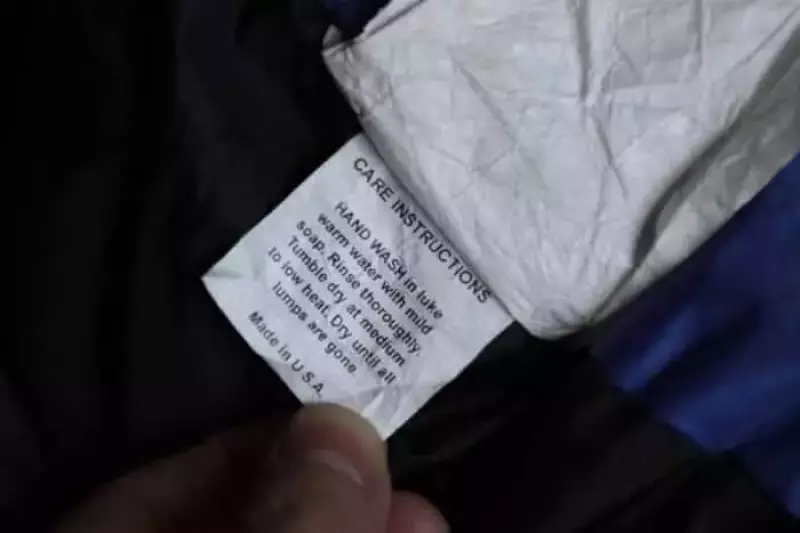 CARE INSTRUCTIONS
HAND WASH in luke
warm water with mild
soap. Rinse thoroughly.
Tumble dry at medium
to low heat. Dry until all
lumps are gone.
Made in U.S.A.